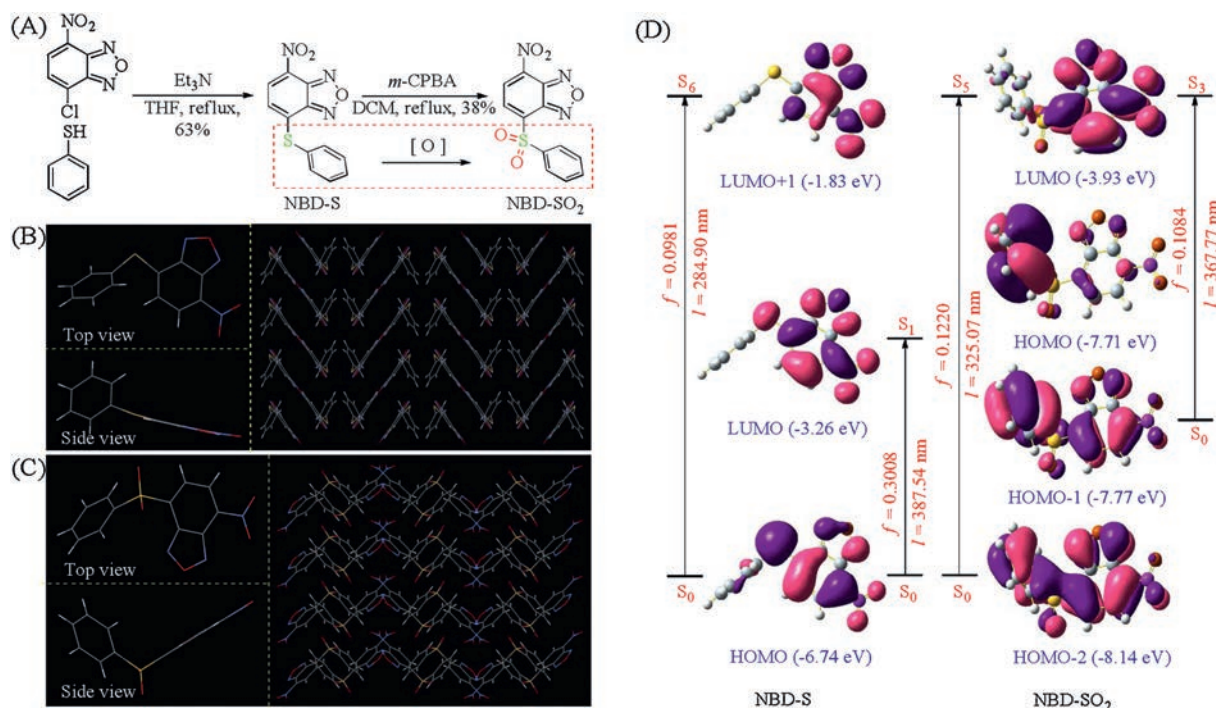 (A)
NO₂
N
O
N
Cl
SH
Et₃N
THF, reflux,
63%
NO₂
N
O
N
S
NBD-S
m-CPBA
DCM, reflux, 38%
[ O ]
NO₂
N
O
N
O
S
O
NBD-SO₂
(B)
Top view
Side view
(C)
Top view
Side view
(D)
S₆
LUMO+1 (-1.83 eV)
f = 0.0981
l = 284.90 nm
LUMO (-3.26 eV)
S₁
f = 0.3008
l = 387.54 nm
S₀
S₀
HOMO (-6.74 eV)
NBD-S
S₅
S₃
LUMO (-3.93 eV)
f = 0.1220
l = 325.07 nm
f = 0.1084
l = 367.77 nm
HOMO (-7.71 eV)
S₀
HOMO-1 (-7.77 eV)
S₀
HOMO-2 (-8.14 eV)
NBD-SO₂